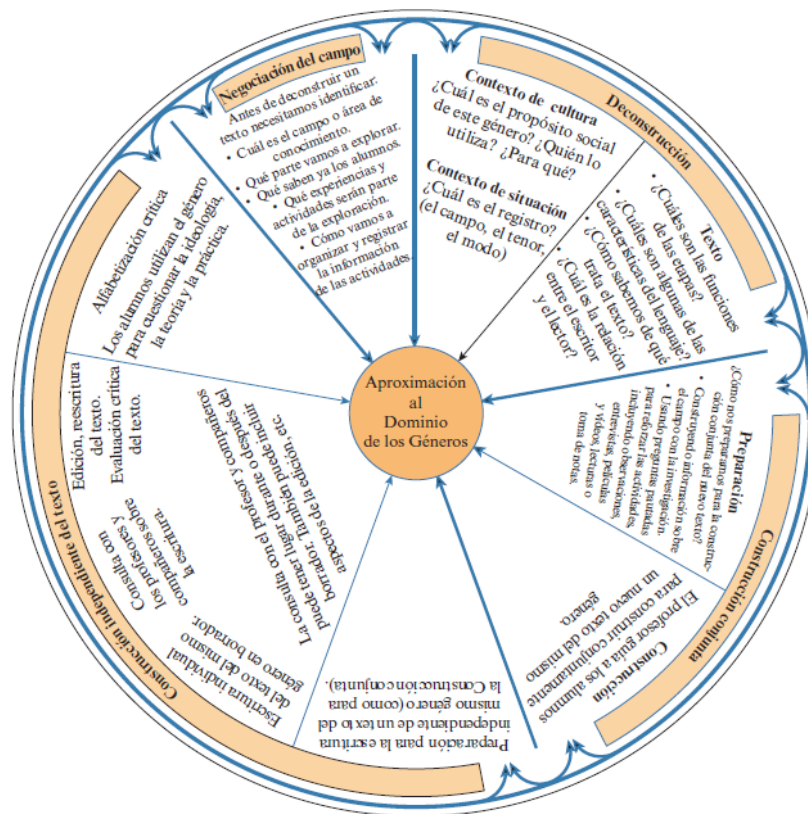 Negociación del campo
Antes de deconstruir un
texto necesitamos identificar:
• Cuál es el campo o área de
conocimiento.
• Qué parte vamos a explorar.
• Qué saben ya los alumnos.
• Qué experiencias y
actividades serán parte
de la exploración.
• Cómo vamos a
organizar y registrar
la información
de las actividades.
Deconstrucción
Contexto de cultura
¿Cuál es el propósito social
de este género? ¿Quién lo
utiliza? ¿Para qué?
Contexto de situación
¿Cuál es el registro?
(el campo, el tenor,
el modo)
Texto
• ¿Cuáles son las funciones
de las etapas?
• ¿Cuáles son algunas de las
características del lenguaje?
• ¿Cómo sabemos de qué
trata el texto?
• ¿Cuál es la relación
entre el escritor
y el lector?
Construcción conjunta
Preparación
¿Cómo nos preparamos para la construc-
ción conjunta del nuevo texto?
• Construyendo información sobre
el campo con la investigación.
• Usando preguntas pautadas
para reforzar las actividades,
incluyendo observaciones,
entrevistas, películas
y videos, lecturas o
toma de notas.
Construcción
El profesor guía a los alumnos
para construir conjuntamente
un nuevo texto del mismo
género.
Construcción independiente del texto
Preparación para la escritura
independiente de un texto del
mismo género (como para
la Construcción conjunta).
Escritura individual
del texto del mismo
género en borrador.
Consulta con
los profesores y
compañeros sobre
la escritura.
La consulta con el profesor y compañeros
puede tener lugar durante o después del
borrador. También puede incluir
aspectos de la edición, etc.
Edición, reescritura
del texto.
Evaluación crítica
del texto.
Alfabetización crítica
Los alumnos utilizan el género
para cuestionar la ideología,
la teoría y la práctica.
Aproximación
al
Dominio
de los Géneros